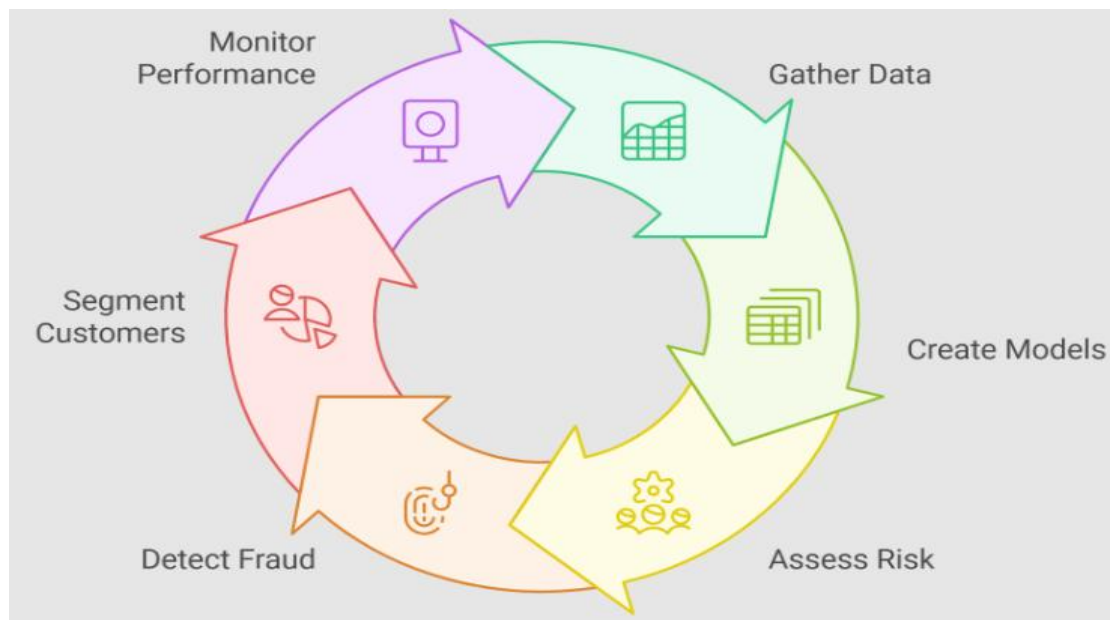 Monitor
Performance
Gather Data
Segment
Customers
Create Models
Detect Fraud
Assess Risk